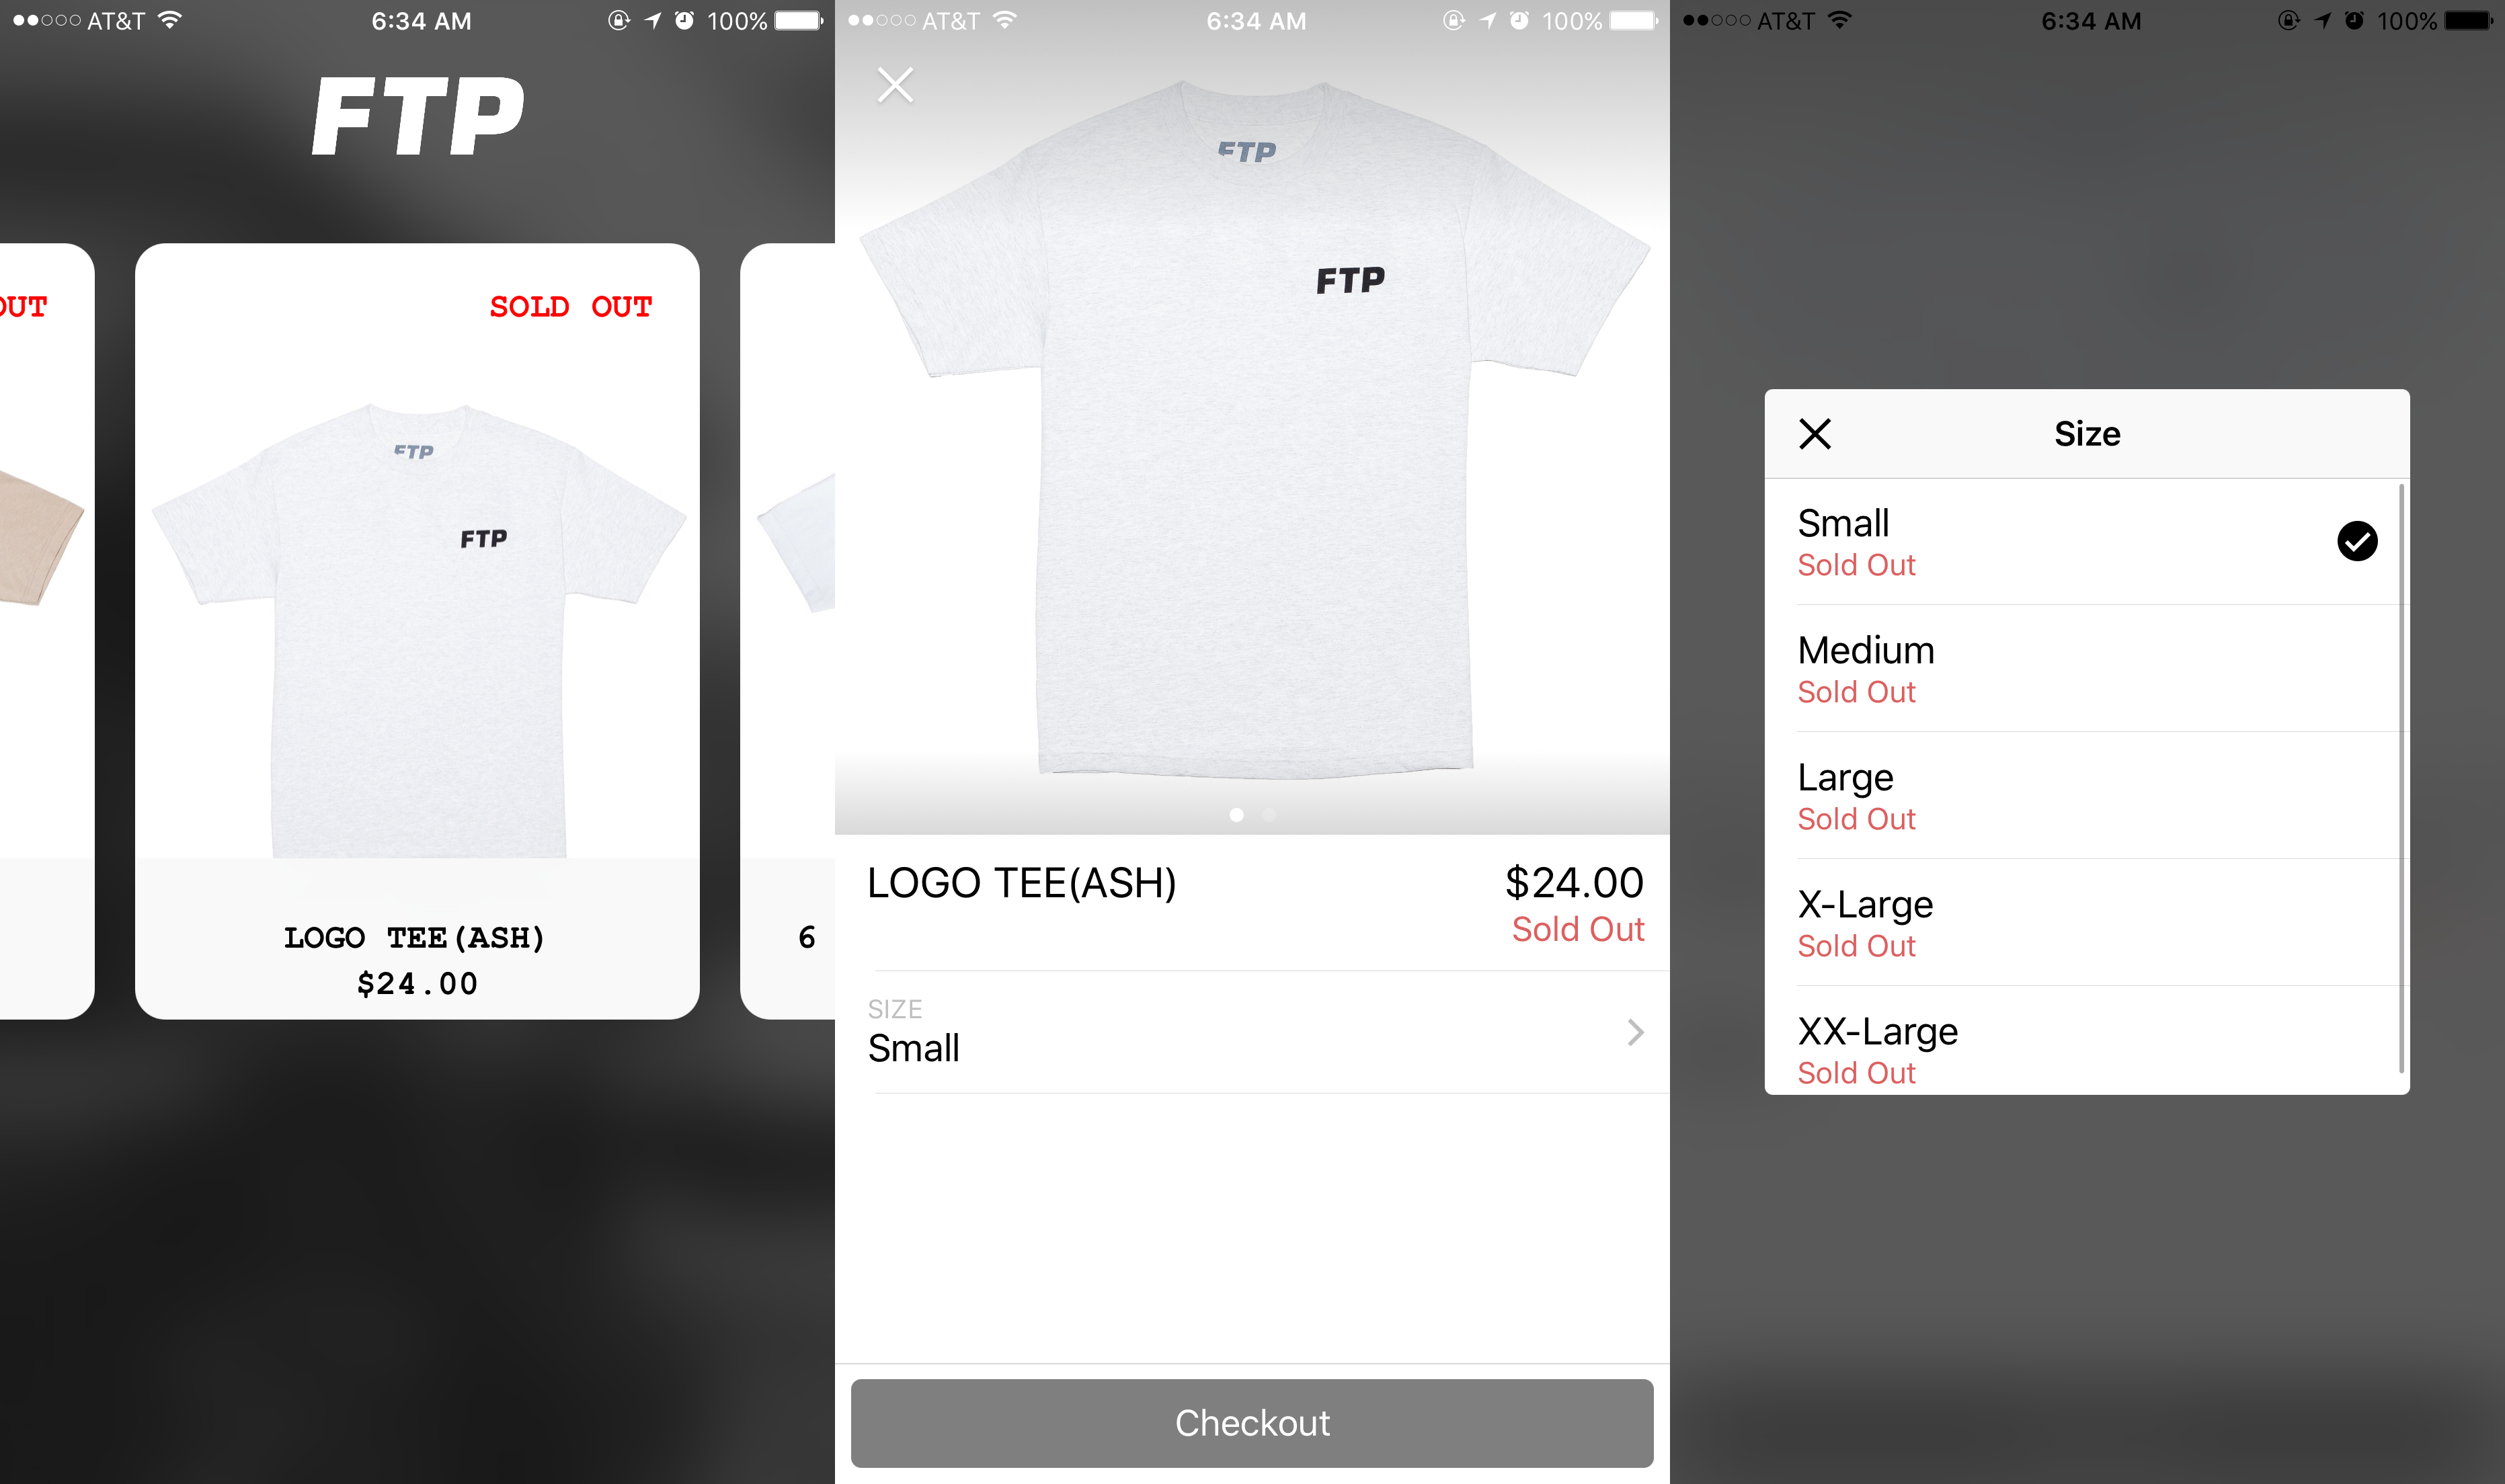 AT&T 6:34 AM 100%
FTP
OUT
SOLD OUT
FTP
FTP
LOGO TEE(ASH)
$24.00
6
AT&T 6:34 AM 100%
FTP
FTP
LOGO TEE(ASH) $24.00
Sold Out
SIZE
Small
Checkout
AT&T 6:34 AM 100%
Size
Small
Sold Out
Medium
Sold Out
Large
Sold Out
X-Large
Sold Out
XX-Large
Sold Out